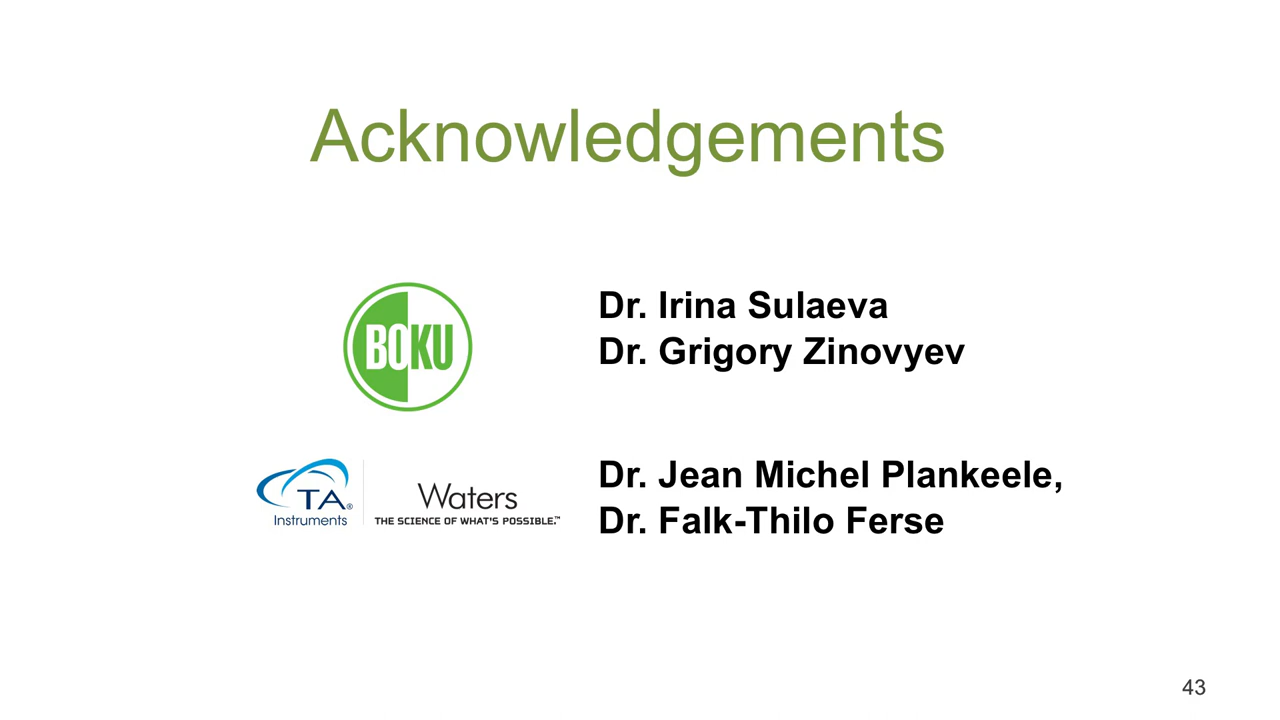 Acknowledgements
BOKU
Dr. Irina Sulaeva
Dr. Grigory Zinovyev
TA®
Instruments
Waters
THE SCIENCE OF WHAT'S POSSIBLE.™
Dr. Jean Michel Plankeele,
Dr. Falk-Thilo Ferse
43